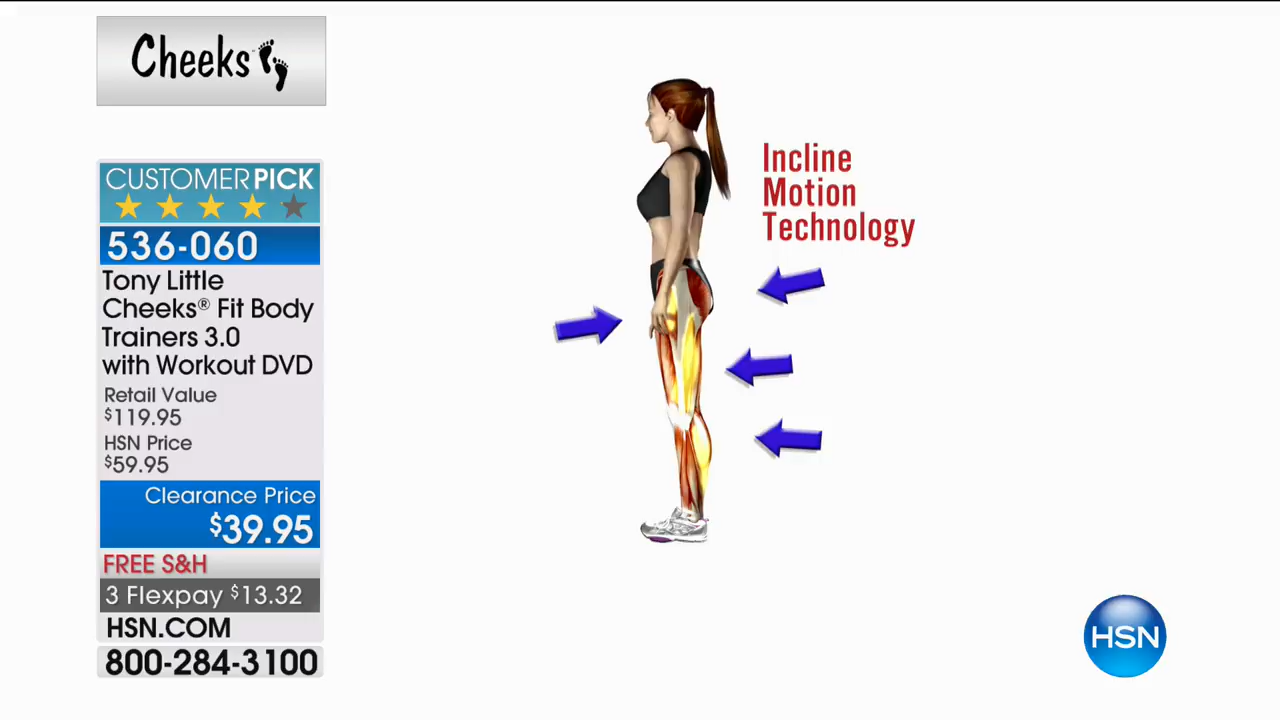 Cheeks
CUSTOMER PICK
536-060
Tony Little
Cheeks® Fit Body
Trainers 3.0
with Workout DVD
Retail Value
$119.95
HSN Price
$59.95
Clearance Price
$39.95
FREE S&H
3 Flexpay $13.32
HSN.COM
800-284-3100
Incline
Motion
Technology
HSN